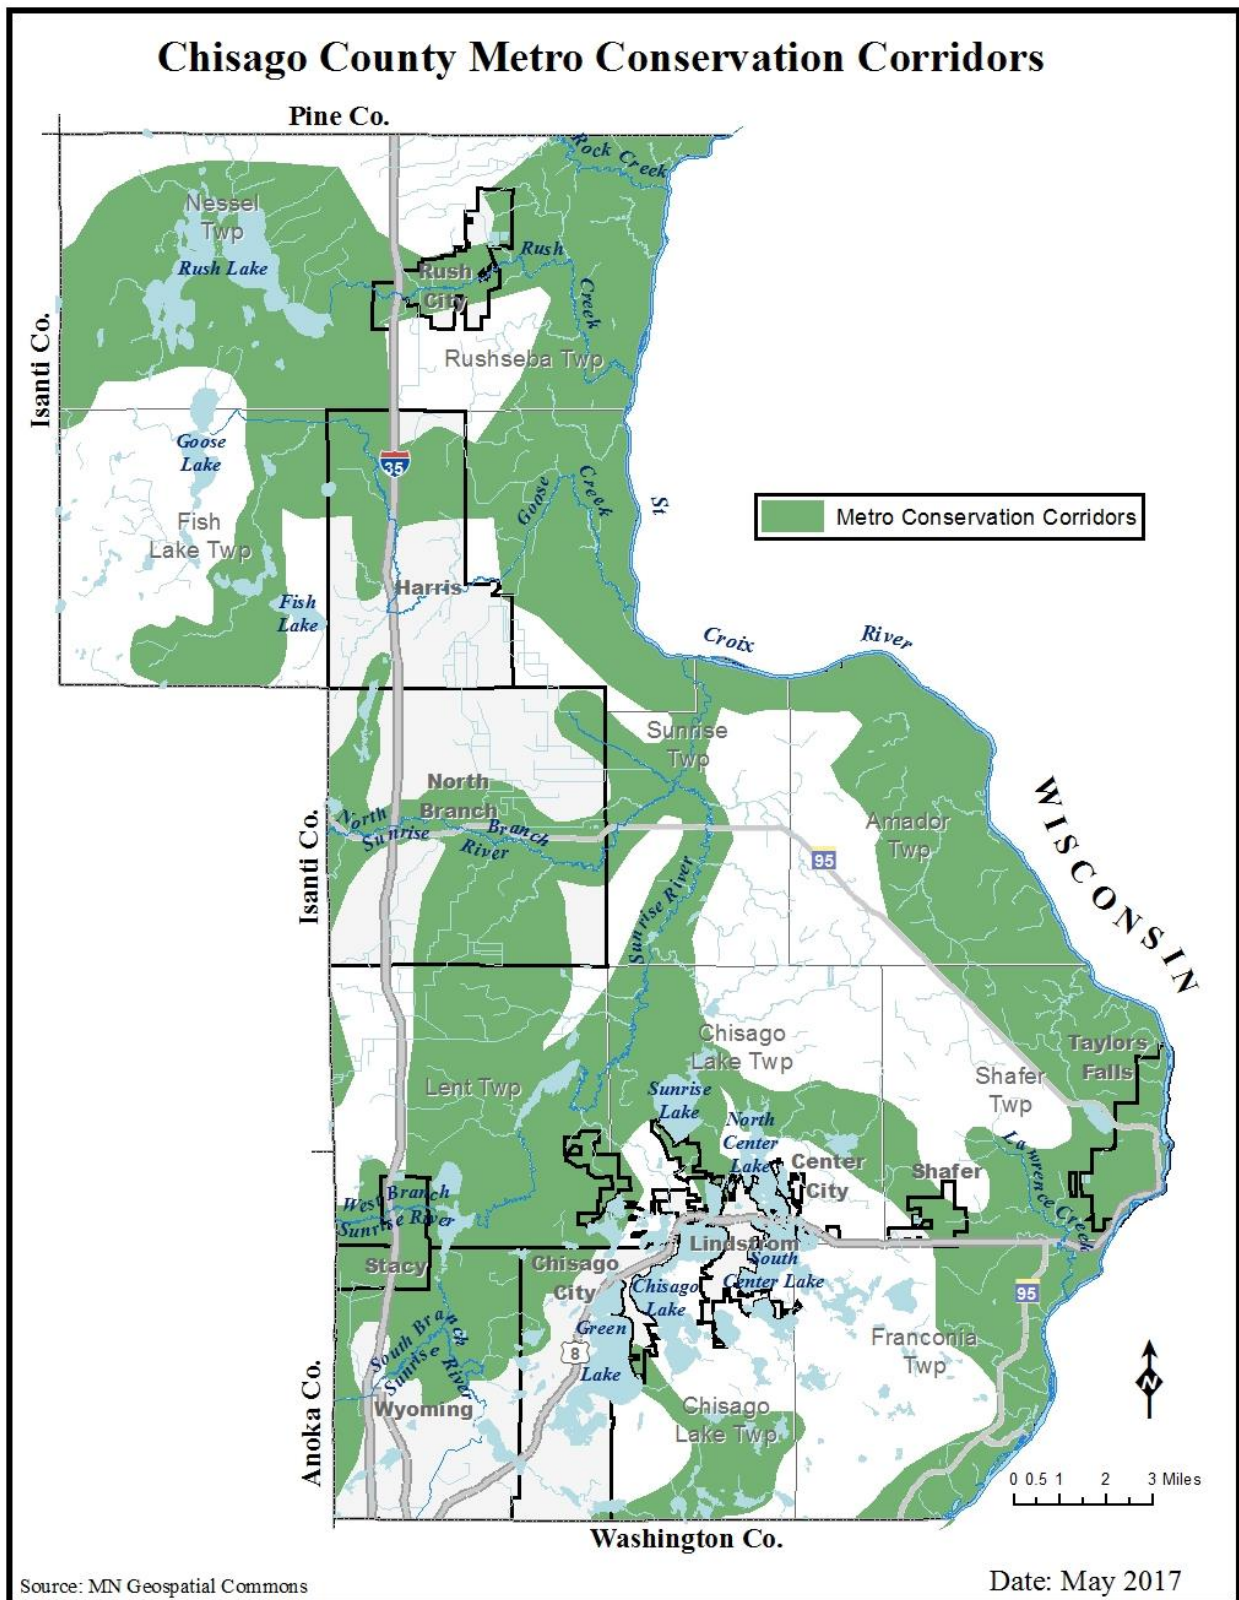 Chisago County Metro Conservation Corridors
Pine Co.
Rock Creek
Nessel
Twp
Rush Lake
Rush
Rush
City
Creek
Isanti Co.
Rushseba Twp
Goose
Lake
35
Goose
Creek
St
Metro Conservation Corridors
Fish
Lake Twp
Harris
Fish
Lake
Croix
River
Sunrise
Twp
North
Branch
WISCONSIN
Isanti Co.
North
Branch
Sunrise
River
Amador
Twp
95
Sunrise River
Chisago
Lake Twp
Taylors
Falls
Lent Twp
Shafer
Twp
Sunrise
Lake
North
Center
Lake
Center
City
Shafer
Lawrence Creek
West Branch
Sunrise River
Stacy
Lindstrom
Chisago
City
South
Center Lake
Chisago
Lake
95
Green
Lake
8
South Branch
Sunrise River
Franconia
Twp
N
Wyoming
Anoka Co.
Chisago
Lake Twp
0 0.5 1 2 3 Miles
Washington Co.
Source: MN Geospatial Commons
Date: May 2017